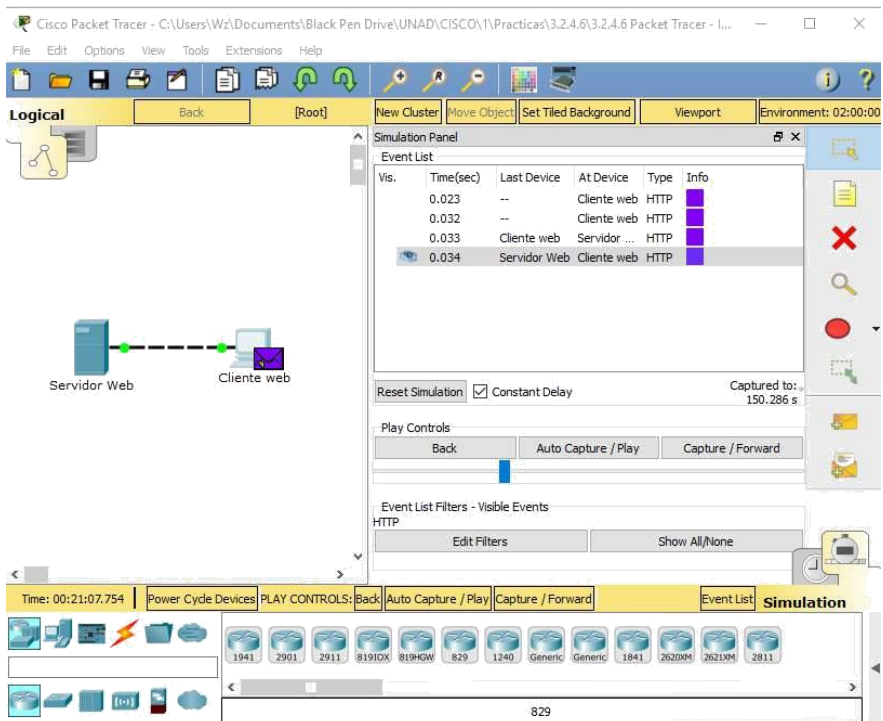 Cisco Packet Tracer - C:\Users\Wz\Documents\Black Pen Drive\UNAD\CISCO\1\Practicas\3.2.4.6\3.2.4.6 Packet Tracer - I...
File Edit Options View Tools Extensions Help
Logical Back [Root] New Cluster Move Object Set Tiled Background Viewport Environment: 02:00:00
Simulation Panel
Event List
Vis. Time(sec) Last Device At Device Type Info
0.023 -- Cliente web HTTP
0.032 -- Cliente web HTTP
0.033 Cliente web Servidor ... HTTP
0.034 Servidor Web Cliente web HTTP
Servidor Web
Cliente web
Reset Simulation Constant Delay Captured to:
150.286 s
Play Controls
Back Auto Capture / Play Capture / Forward
Event List Filters - Visible Events
HTTP
Edit Filters Show All/None
Time: 00:21:07.754 Power Cycle Devices PLAY CONTROLS: Back Auto Capture / Play Capture / Forward Event List Simulation
1941 2901 2911 819IOX 819HGW 829 1240 Generic Generic 1841 2620XM 2621XM 2811
829